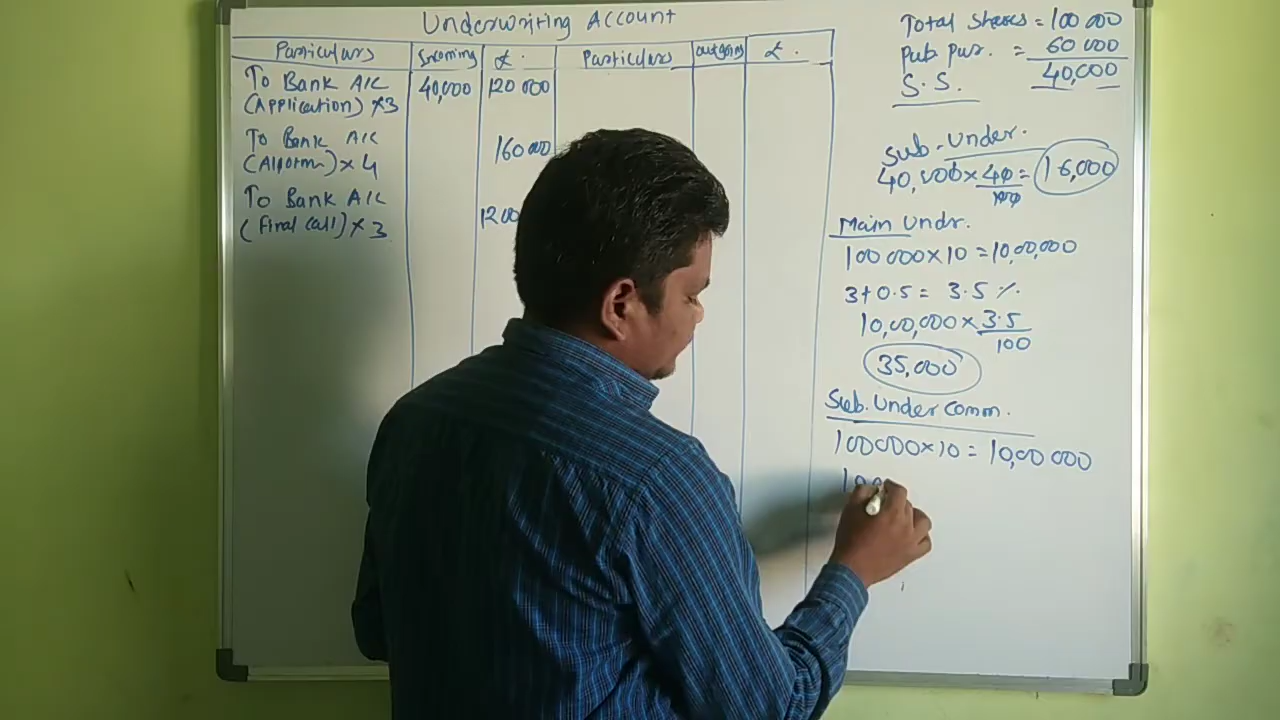 Underwriting Account
Particulars Incoming £. Particulars outgoing £.
To Bank A/C 40,000 120 000
(Application) ×3
To Bank A/C 160 000
(Allotm) × 4
To Bank A/C 1200
(Final Call) × 3
Total Shares = 100 000
Pub Pur. = 60 000
S.S. 40,000
Sub-Under.
40,000 × 40 = 16,000
100
Main Undr.
100 000 × 10 = 10,00,000
3 + 0.5 = 3.5 %.
10,00,000 × 3.5
100
35,000
Sub. Under Comm.
100000 × 10 = 10,00 000
100